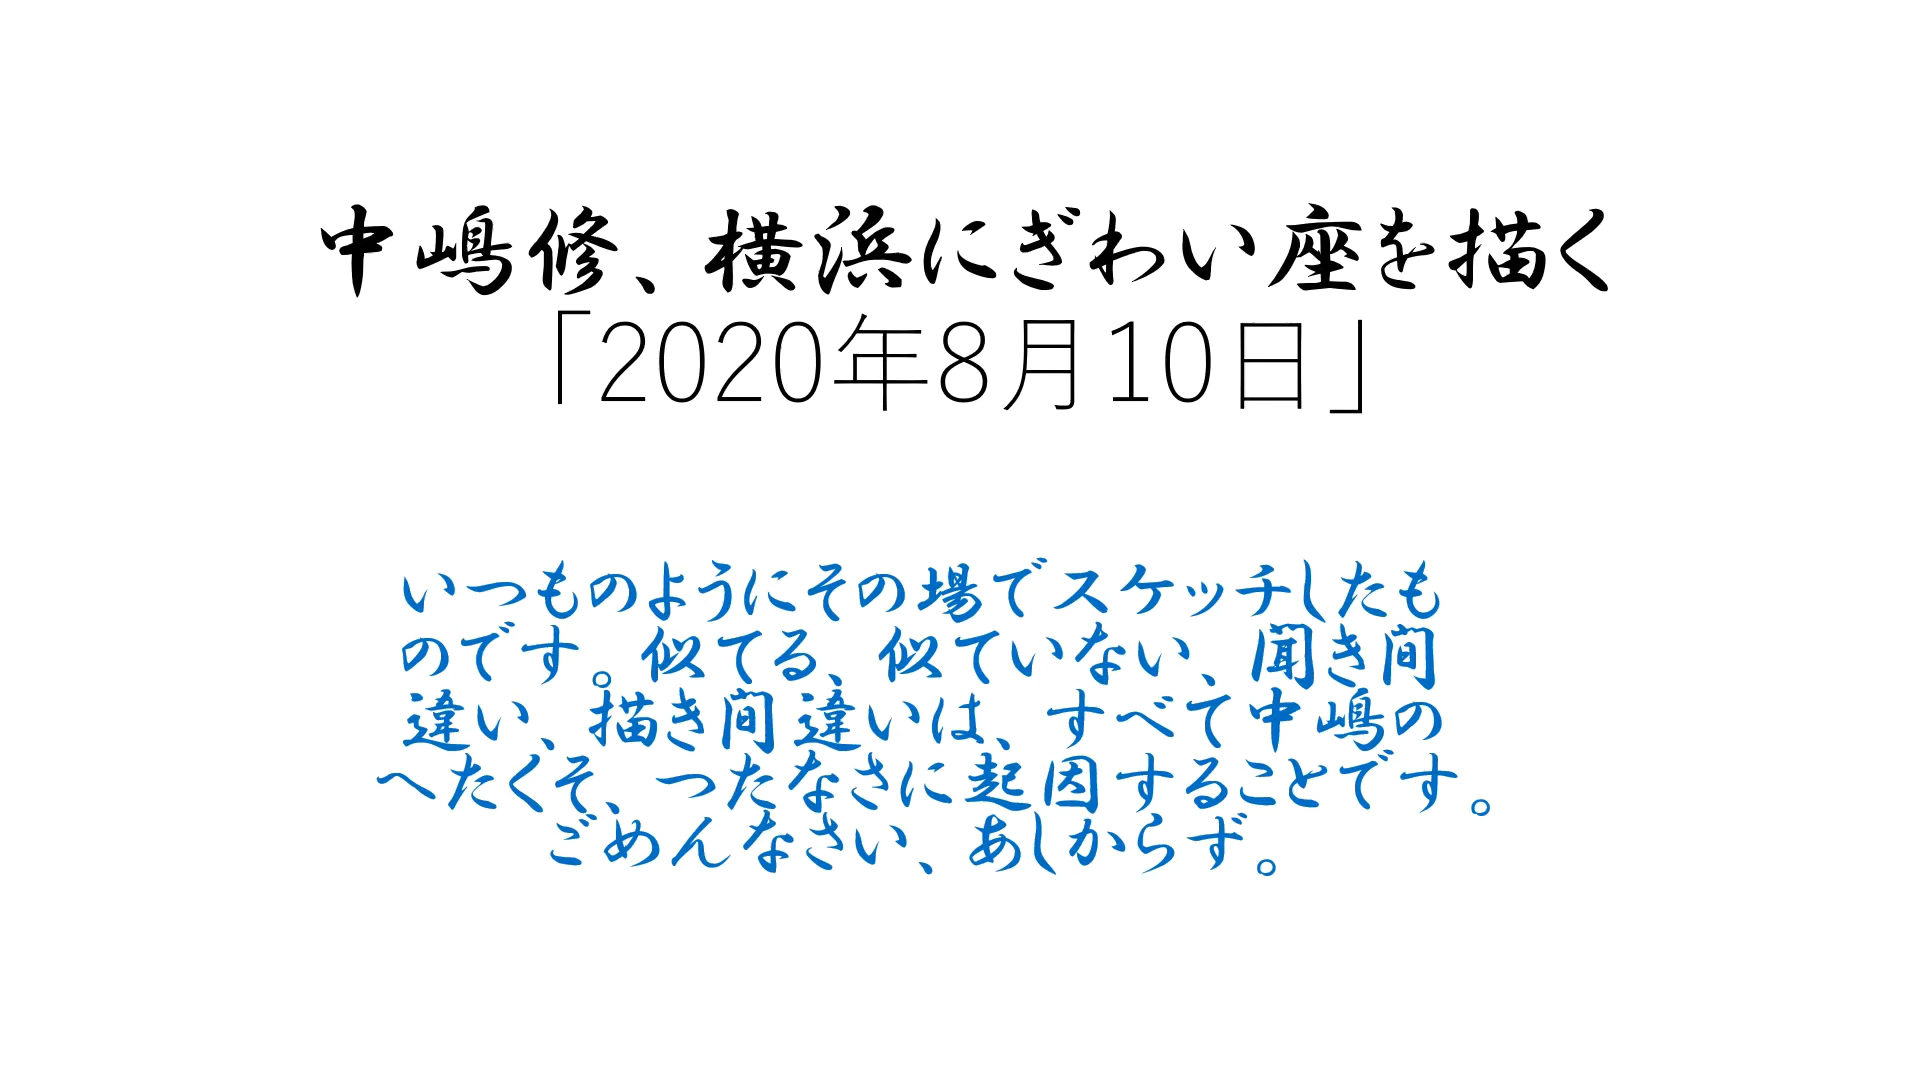 中嶋修、横浜にぎわい座を描く
「2020年8月10日」
いつものようにその場でスケッチしたも
のです。似てる、似ていない、聞き間
違い、描き間違いは、すべて中嶋の
へたくそ、つたなさに起因することです。
ごめんなさい、あしからず。